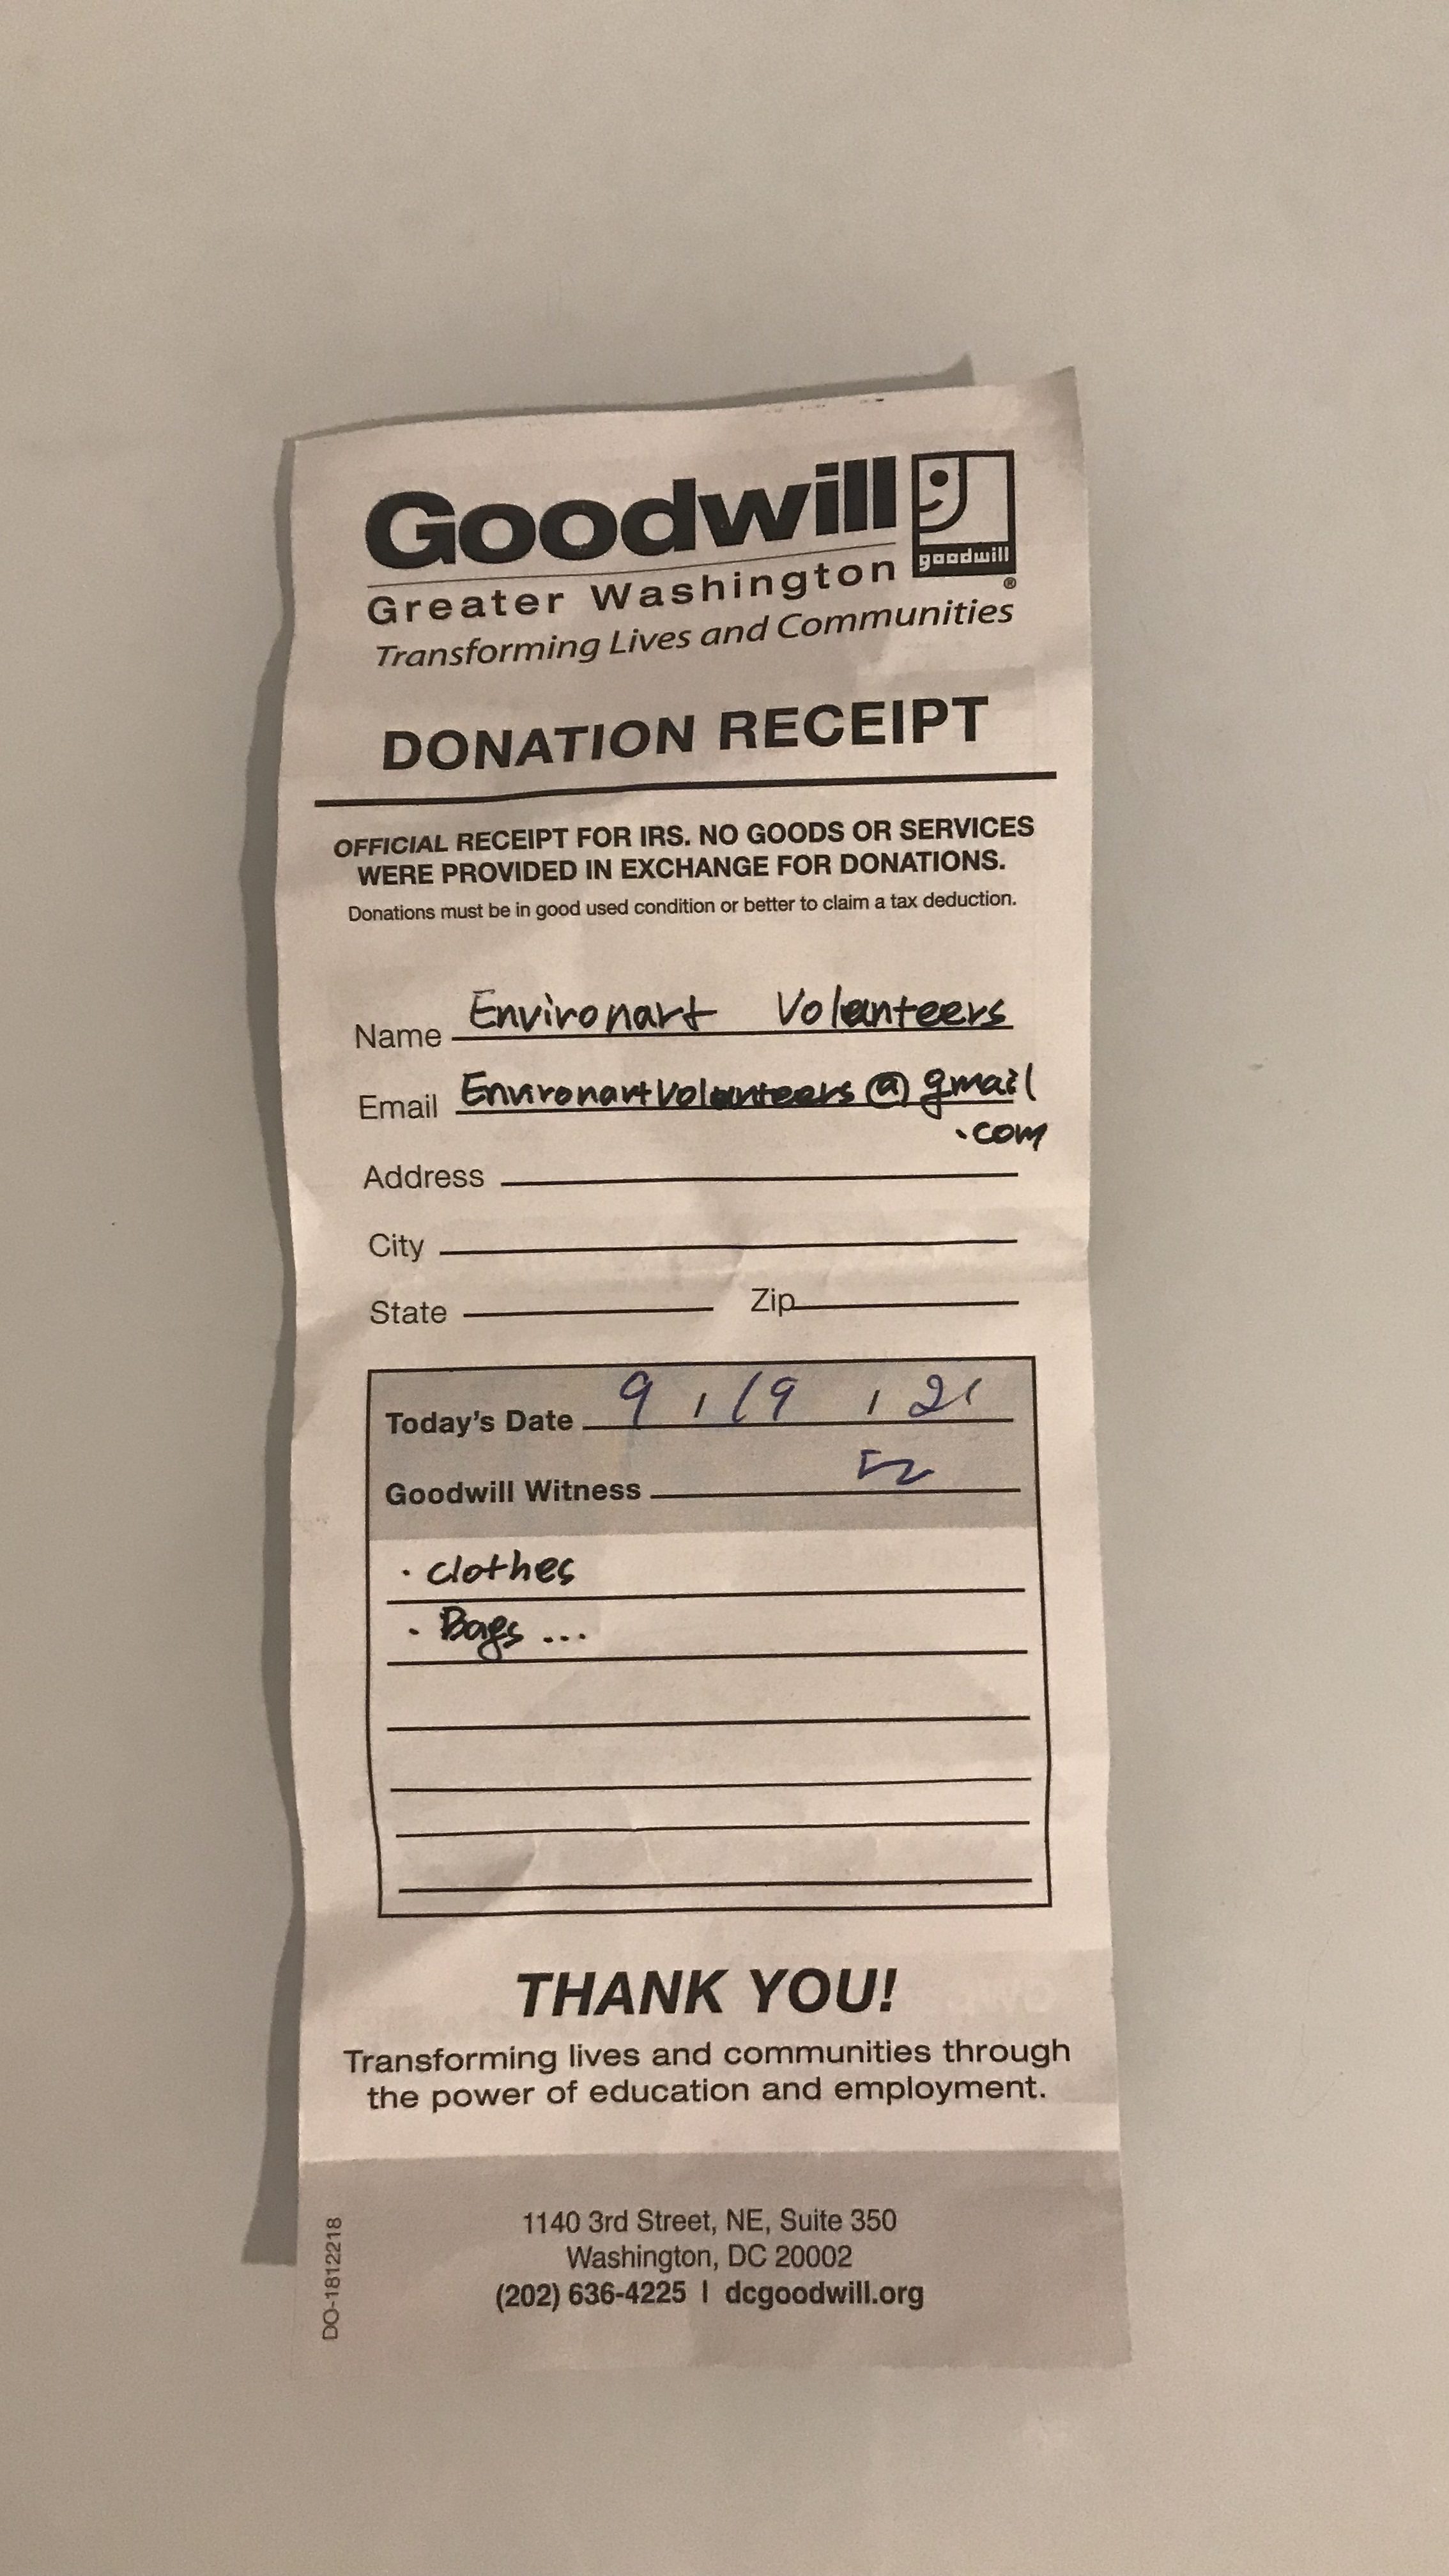 Goodwill
goodwill
®
Greater Washington
Transforming Lives and Communities
DONATION RECEIPT
OFFICIAL RECEIPT FOR IRS. NO GOODS OR SERVICES
WERE PROVIDED IN EXCHANGE FOR DONATIONS.
Donations must be in good used condition or better to claim a tax deduction.
Name Environart Volunteers
Email EnvironartVolunteers@gmail
.com
Address
City
State Zip
Today's Date 9 / 19 / 21
Goodwill Witness
· clothes
· Bags ...
THANK YOU!
Transforming lives and communities through
the power of education and employment.
1140 3rd Street, NE, Suite 350
Washington, DC 20002
(202) 636-4225 | dcgoodwill.org
DO-1812218